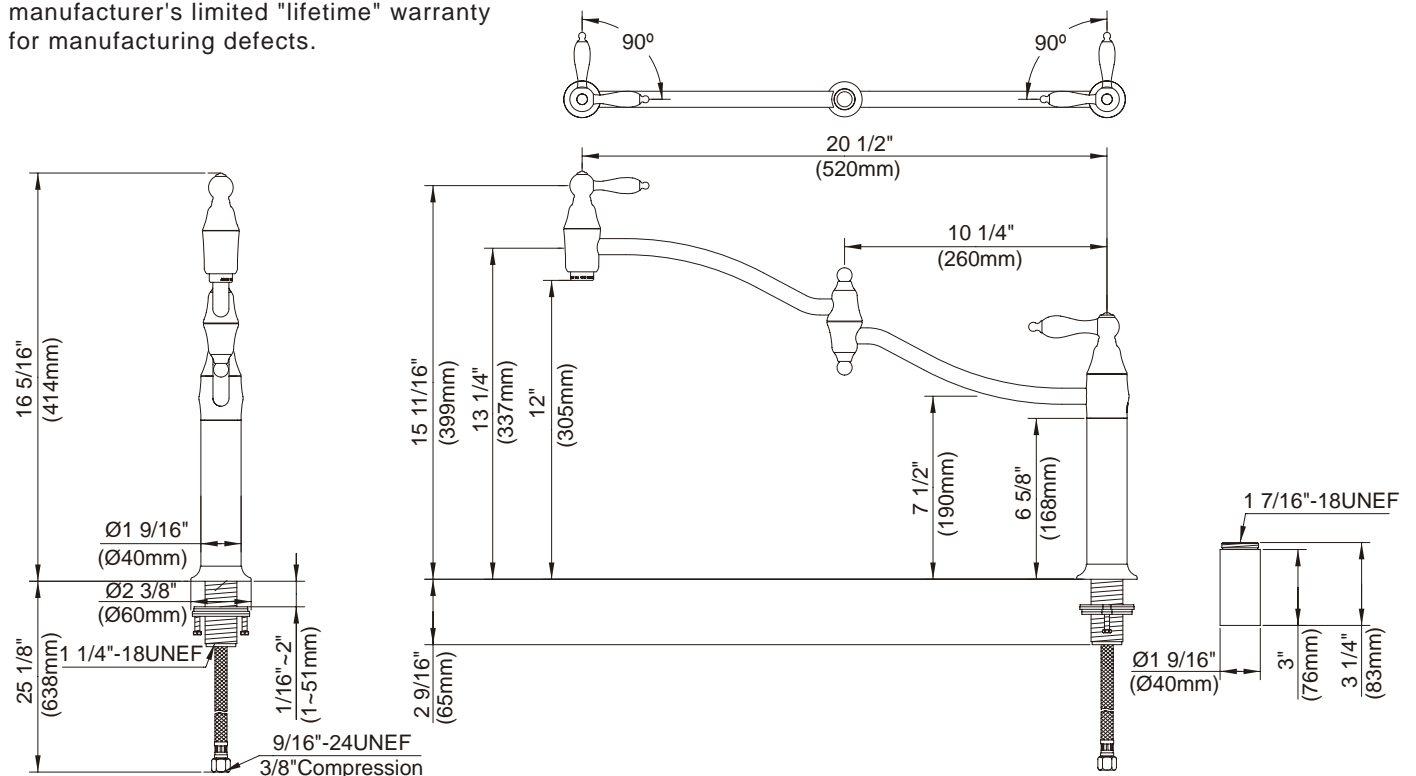 manufacturer's limited "lifetime" warranty
for manufacturing defects.
90º
90º
20 1/2"
(520mm)
10 1/4"
(260mm)
16 5/16"
(414mm)
15 11/16"
(399mm)
13 1/4"
(337mm)
12"
(305mm)
7 1/2"
(190mm)
6 5/8"
(168mm)
1 7/16"-18UNEF
Ø1 9/16"
(Ø40mm)
Ø2 3/8"
(Ø60mm)
1 1/4"-18UNEF
25 1/8"
(638mm)
1/16"~2"
(1~51mm)
2 9/16"
(65mm)
Ø1 9/16"
(Ø40mm)
3"
(76mm)
3 1/4"
(83mm)
9/16"-24UNEF
3/8"Compression